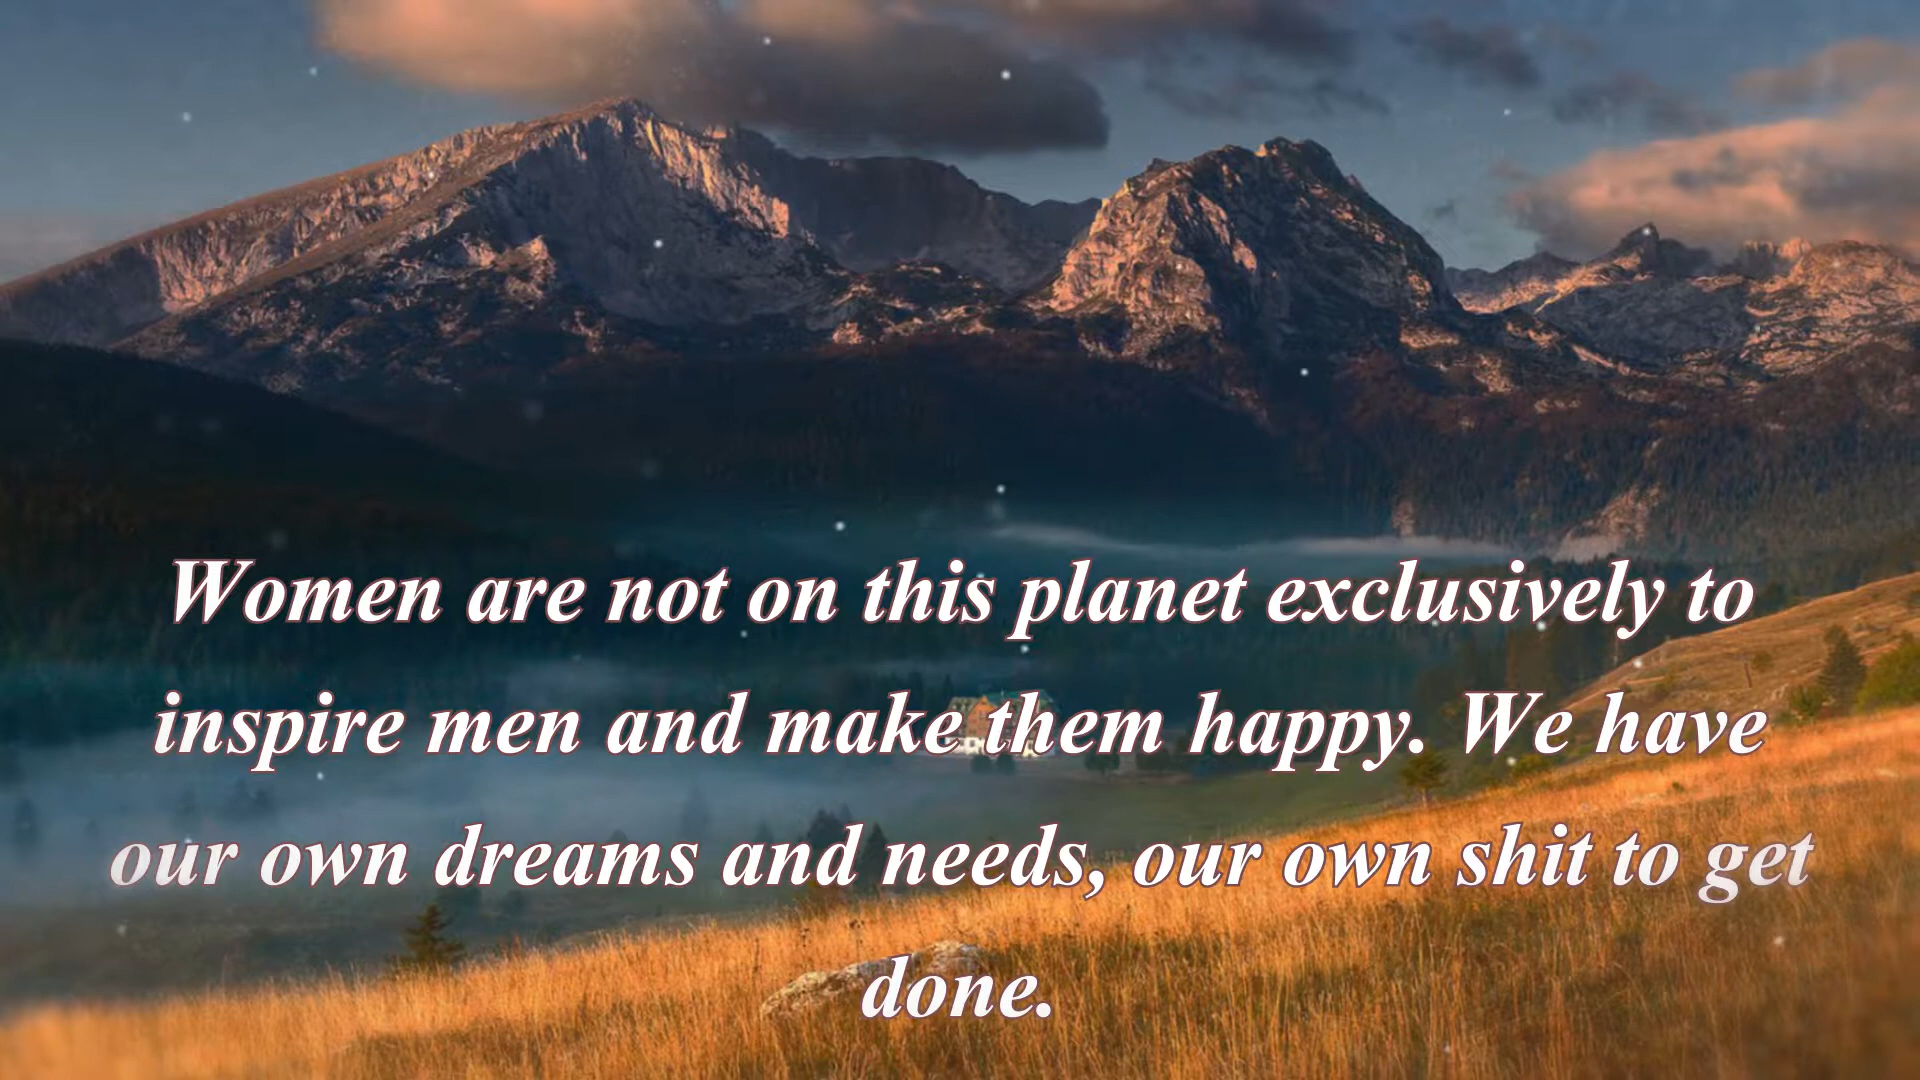 Women are not on this planet exclusively to
inspire men and make them happy. We have
our own dreams and needs, our own shit to get
done.